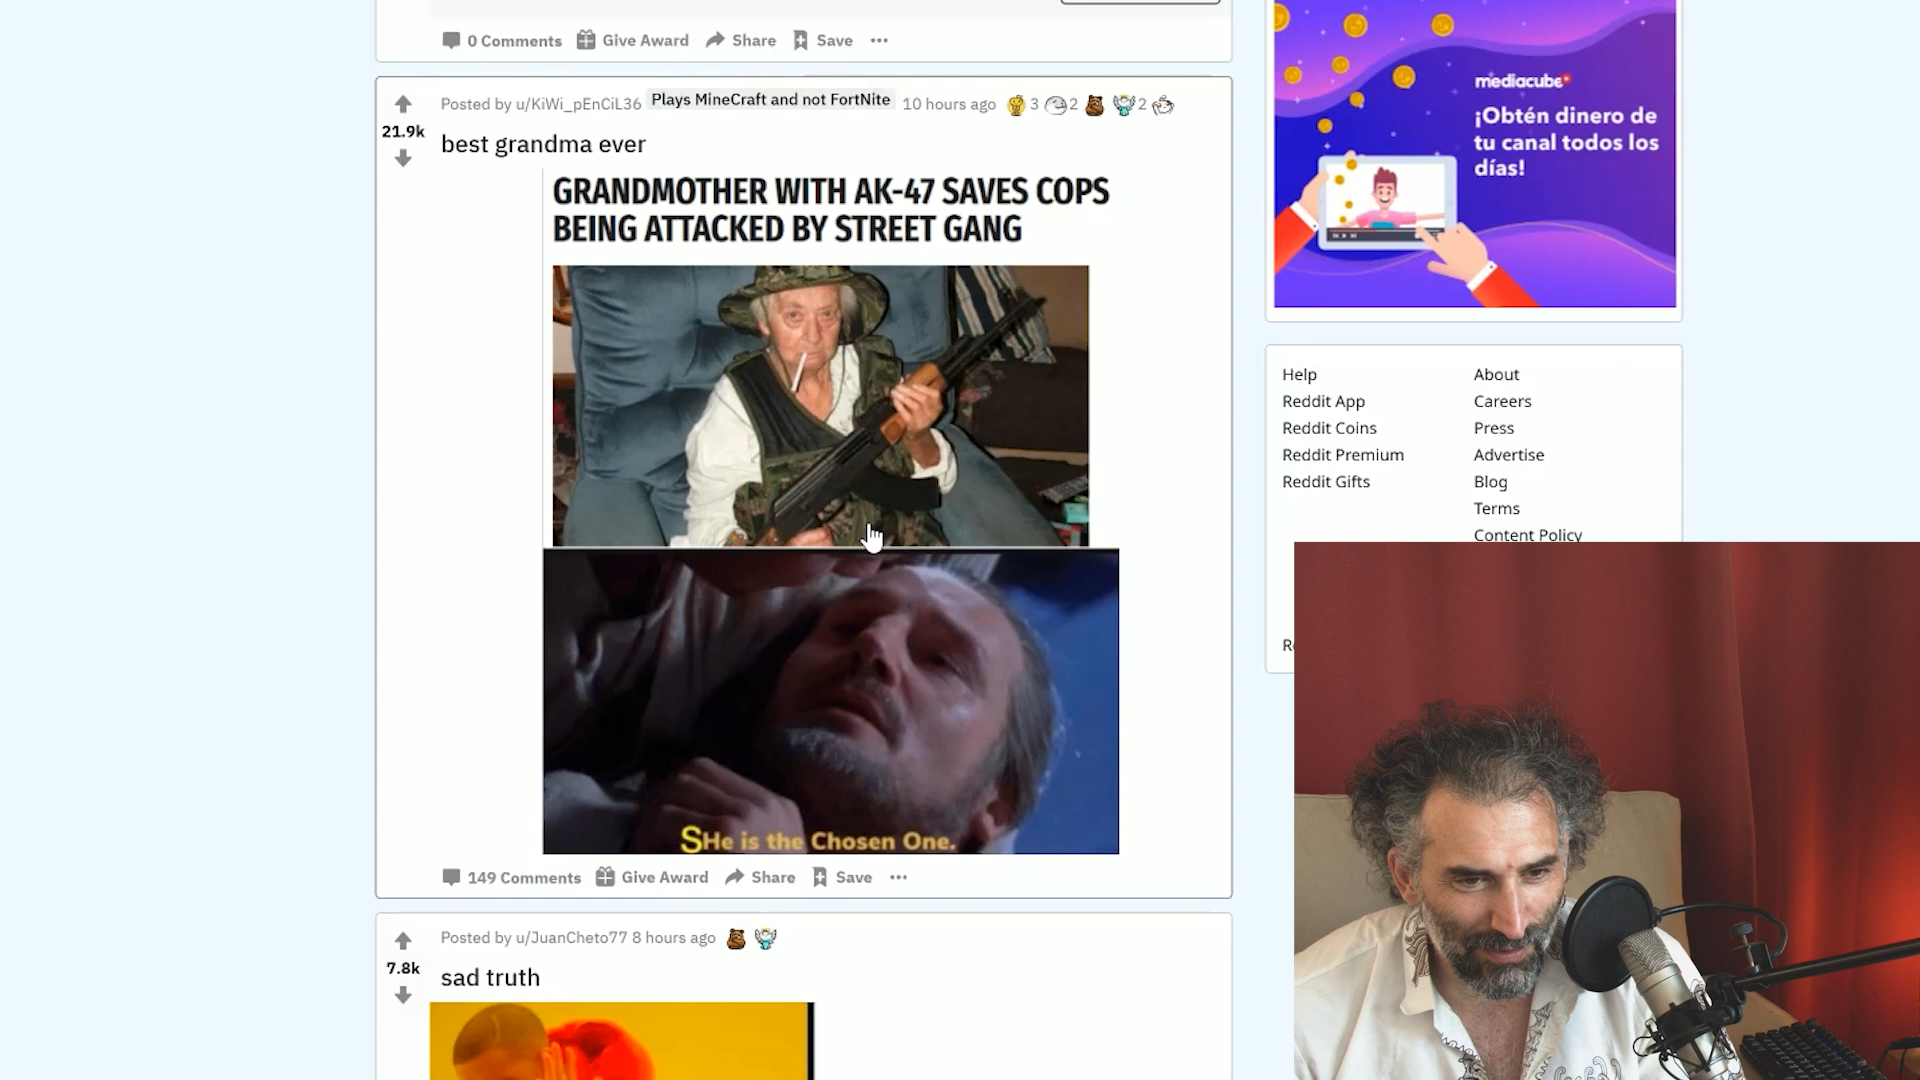 0 Comments Give Award Share Save
Posted by u/KiWi_pEnCiL36 Plays MineCraft and not FortNite 10 hours ago 3 2 2
21.9k
best grandma ever
GRANDMOTHER WITH AK-47 SAVES COPS
BEING ATTACKED BY STREET GANG
SHe is the Chosen One.
149 Comments Give Award Share Save
Posted by u/JuanCheto77 8 hours ago
7.8k
sad truth
mediacube
¡Obtén dinero de
tu canal todos los
días!
Help About
Reddit App Careers
Reddit Coins Press
Reddit Premium Advertise
Reddit Gifts Blog
Terms
Content Policy